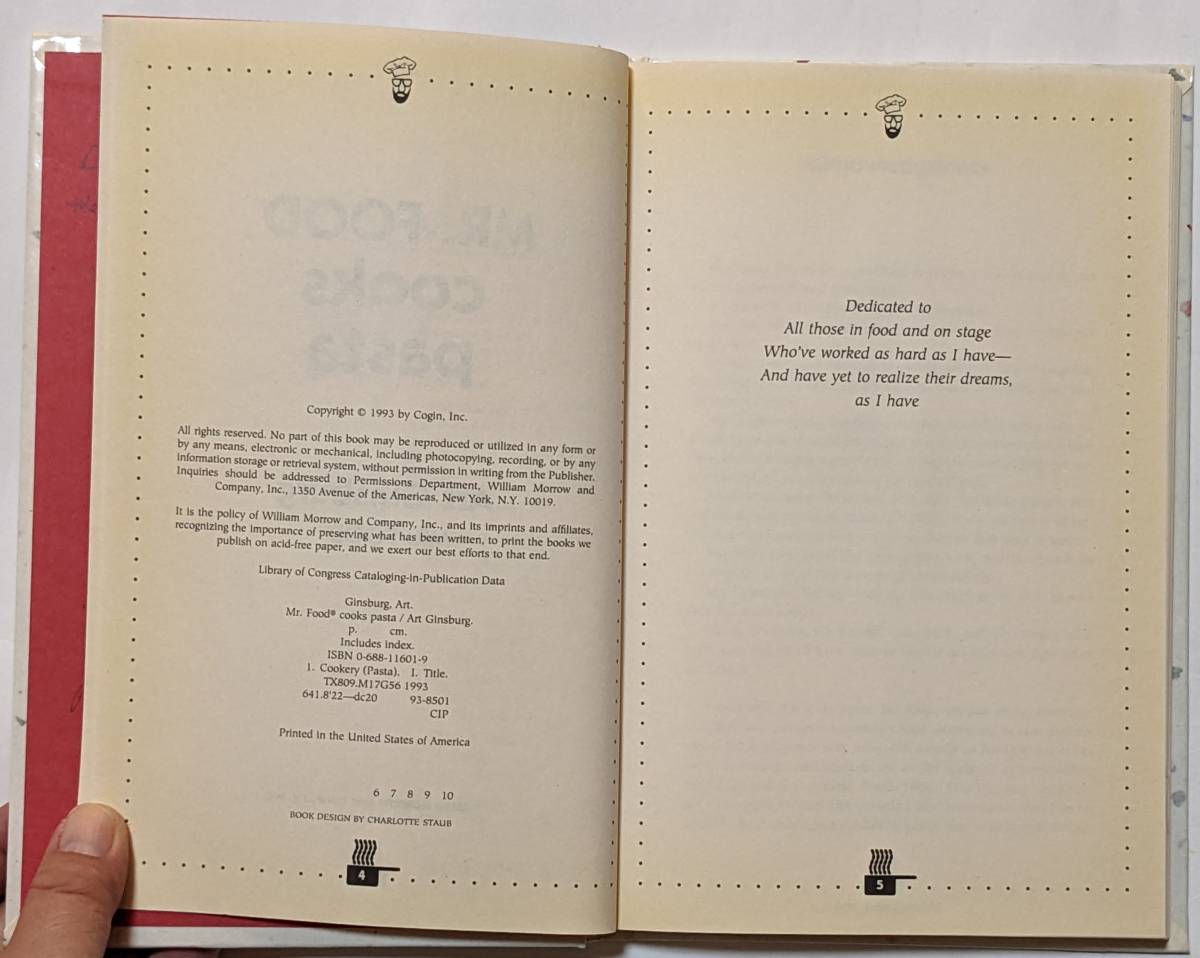 Copyright © 1993 by Cogin, Inc.
All rights reserved. No part of this book may be reproduced or utilized in any form or
by any means, electronic or mechanical, including photocopying, recording, or by any
information storage or retrieval system, without permission in writing from the Publisher.
Inquiries should be addressed to Permissions Department, William Morrow and
Company, Inc., 1350 Avenue of the Americas, New York, N.Y. 10019.
It is the policy of William Morrow and Company, Inc., and its imprints and affiliates,
recognizing the importance of preserving what has been written, to print the books we
publish on acid-free paper, and we exert our best efforts to that end.
Library of Congress Cataloging-in-Publication Data
Ginsburg, Art.
Mr. Food® cooks pasta / Art Ginsburg.
p. cm.
Includes index.
ISBN 0-688-11601-9
1. Cookery (Pasta). I. Title.
TX809.M17G56 1993
641.8'22—dc20 93-8501
CIP
Printed in the United States of America
6 7 8 9 10
BOOK DESIGN BY CHARLOTTE STAUB
4
Dedicated to
All those in food and on stage
Who've worked as hard as I have—
And have yet to realize their dreams,
as I have
5
MR. FOOD
cooks
pasta